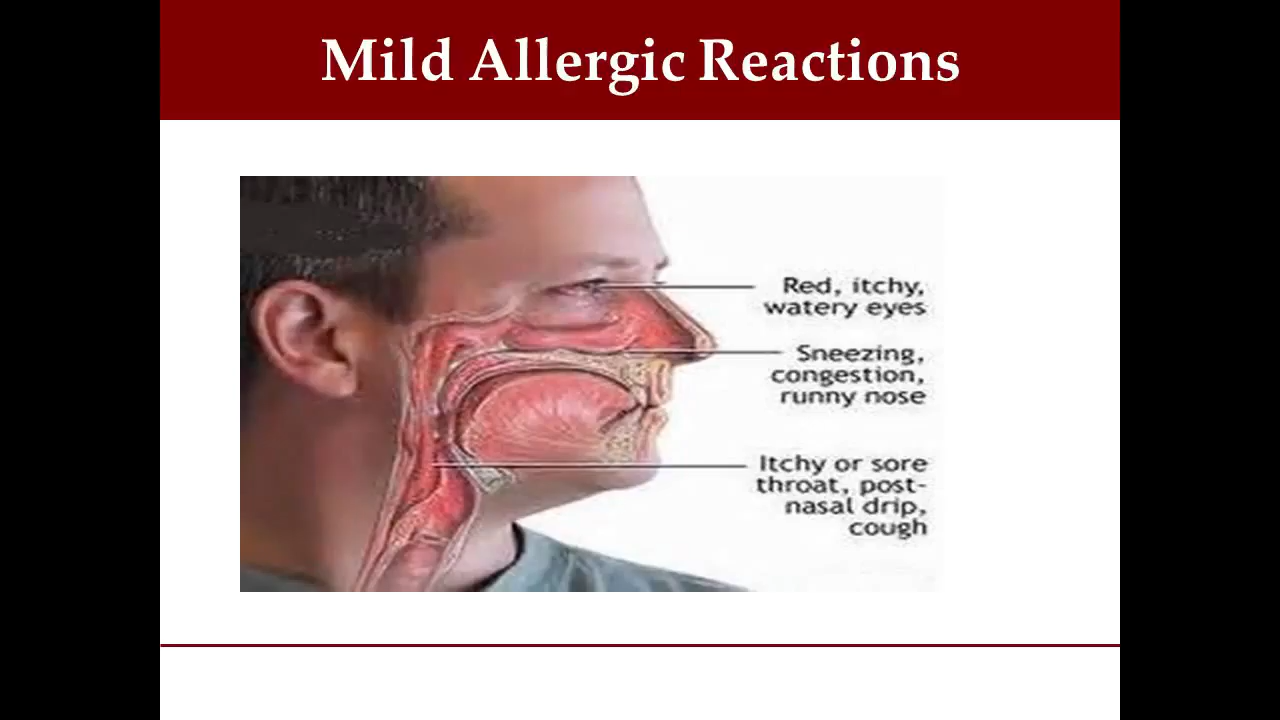 Mild Allergic Reactions
Red, itchy,
watery eyes
Sneezing,
congestion,
runny nose
Itchy or sore
throat, post-
nasal drip,
cough